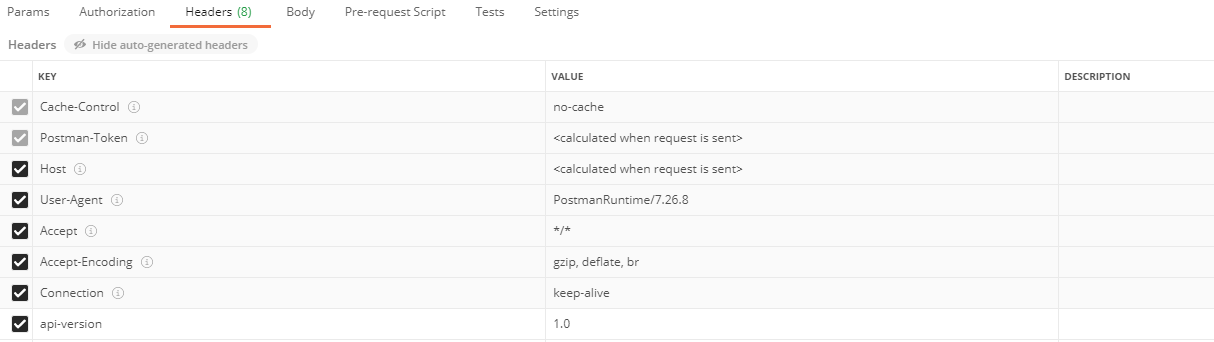 Params Authorization Headers (8) Body Pre-request Script Tests Settings
Headers Hide auto-generated headers
KEY VALUE DESCRIPTION
Cache-Control no-cache
Postman-Token <calculated when request is sent>
Host <calculated when request is sent>
User-Agent PostmanRuntime/7.26.8
Accept */*
Accept-Encoding gzip, deflate, br
Connection keep-alive
api-version 1.0